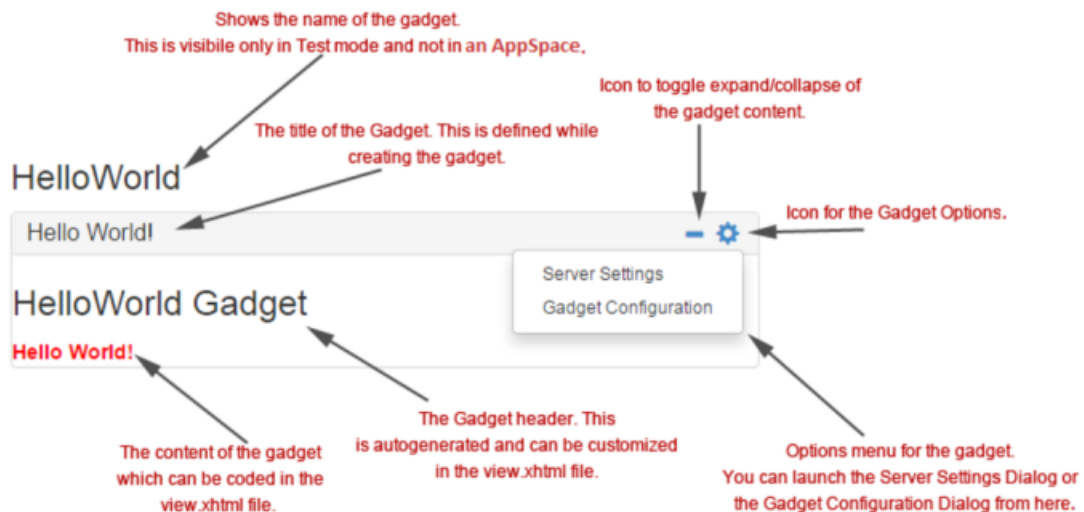 Shows the name of the gadget.
This is visibile only in Test mode and not in an AppSpace.
Icon to toggle expand/collapse of
the gadget content.
The title of the Gadget. This is defined while
creating the gadget.
HelloWorld
Icon for the Gadget Options.
Hello World!
Server Settings
Gadget Configuration
HelloWorld Gadget
Hello World!
The Gadget header. This
is autogenerated and can be customized
in the view.xhtml file.
The content of the gadget
which can be coded in the
view.xhtml file.
Options menu for the gadget.
You can launch the Server Settings Dialog or
the Gadget Configuration Dialog from here.